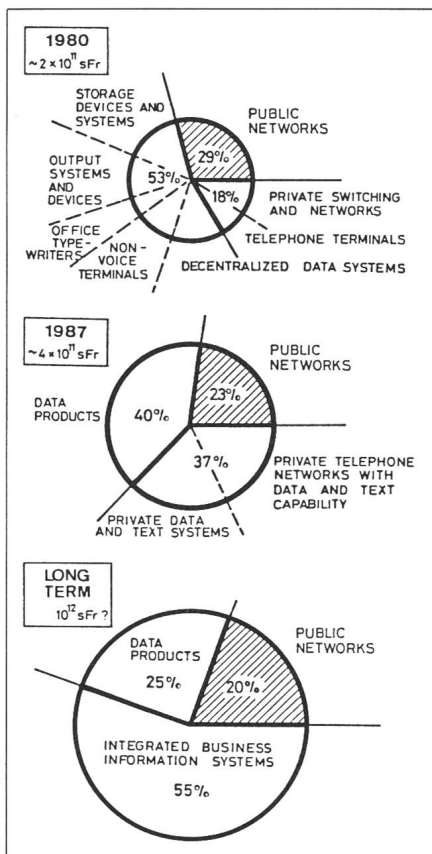 1980
~2 x 10¹¹ sFr
STORAGE
DEVICES AND
SYSTEMS
PUBLIC
NETWORKS
29%
OUTPUT
SYSTEMS
AND
DEVICES
53%
18%
PRIVATE SWITCHING
AND NETWORKS
OFFICE
TYPE-
WRITERS
NON-
VOICE
TERMINALS
TELEPHONE TERMINALS
DECENTRALIZED DATA SYSTEMS
1987
~4 x 10¹¹ sFr
PUBLIC
NETWORKS
DATA
PRODUCTS
40%
23%
37%
PRIVATE TELEPHONE
NETWORKS WITH
DATA AND TEXT
CAPABILITY
PRIVATE DATA
AND TEXT SYSTEMS
LONG
TERM
10¹² sFr ?
PUBLIC
NETWORKS
DATA
PRODUCTS
25%
20%
INTEGRATED BUSINESS
INFORMATION SYSTEMS
55%